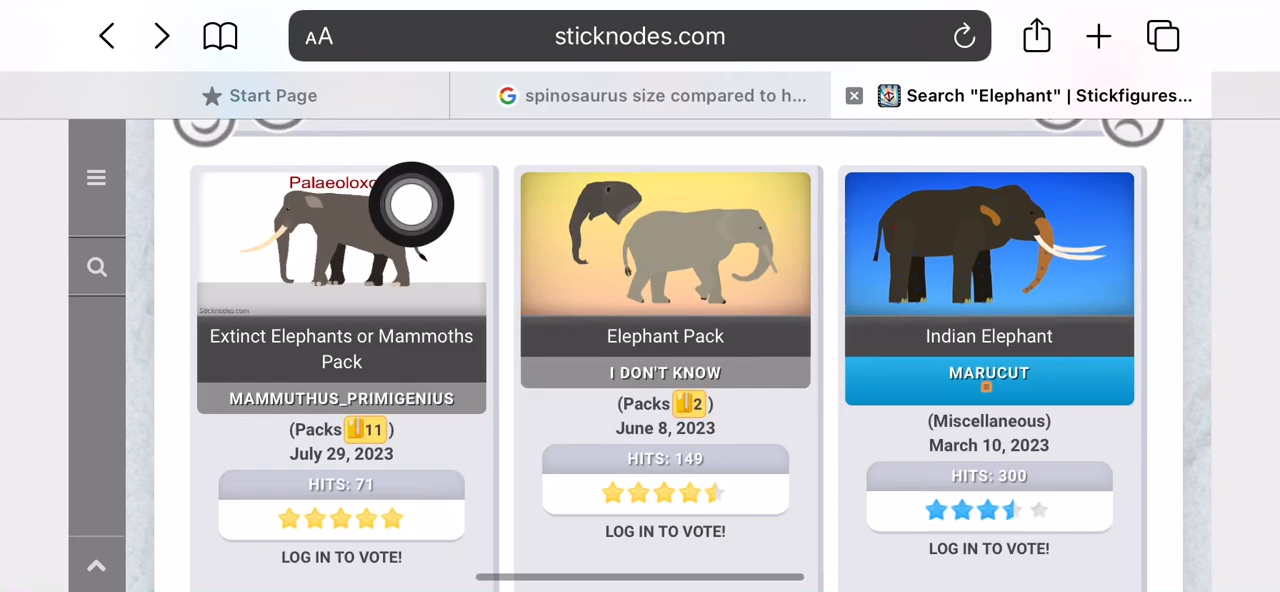 AA
sticknodes.com
Start Page
spinosaurus size compared to h...
Search "Elephant" | Stickfigures...
Palaeoloxo
Sticknodes.com
Extinct Elephants or Mammoths
Pack
MAMMUTHUS_PRIMIGENIUS
(Packs 11 )
July 29, 2023
HITS: 71
LOG IN TO VOTE!
Elephant Pack
I DON'T KNOW
(Packs 2 )
June 8, 2023
HITS: 149
LOG IN TO VOTE!
Indian Elephant
MARUCUT
(Miscellaneous)
March 10, 2023
HITS: 300
LOG IN TO VOTE!